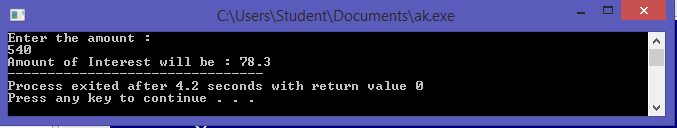 C:\Users\Student\Documents\ak.exe
Enter the amount :
540
Amount of Interest will be : 78.3
--------------------------------
Process exited after 4.2 seconds with return value 0
Press any key to continue . . .